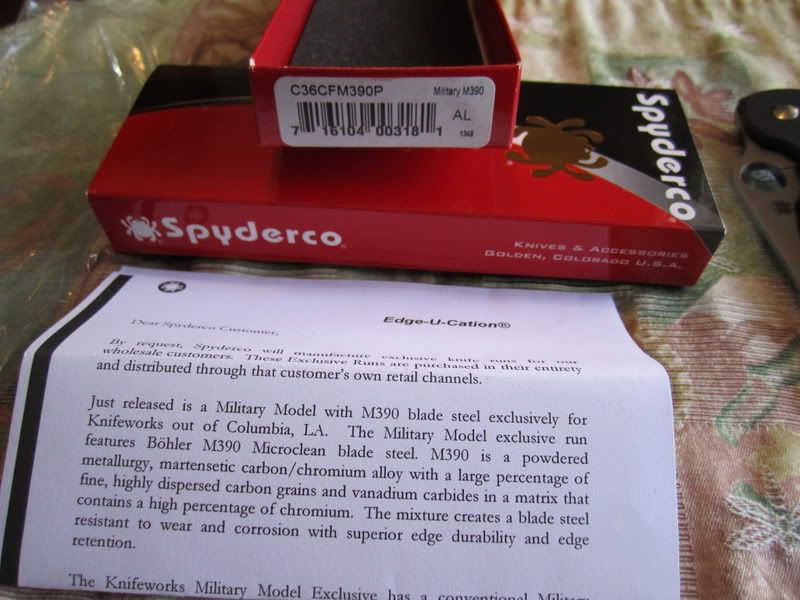 C36CFM390P
Military M390
7 16104 00318 1
AL
1348
Spyderco
Spyderco
KNIVES & ACCESSORIES
GOLDEN, COLORADO U.S.A.
Edge-U-Cation®
Dear Spyderco Customer,
By request, Spyderco will manufacture exclusive knife runs for our
wholesale customers. These Exclusive Runs are purchased in their entirety
and distributed through that customer's own retail channels.
Just released is a Military Model with M390 blade steel exclusively for
Knifeworks out of Columbia, LA. The Military Model exclusive run
features Böhler M390 Microclean blade steel. M390 is a powdered
metallurgy, martensetic carbon/chromium alloy with a large percentage of
fine, highly dispersed carbon grains and vanadium carbides in a matrix that
contains a high percentage of chromium. The mixture creates a blade steel
resistant to wear and corrosion with superior edge durability and edge
retention.
The Knifeworks Military Model Exclusive has a conventional Military